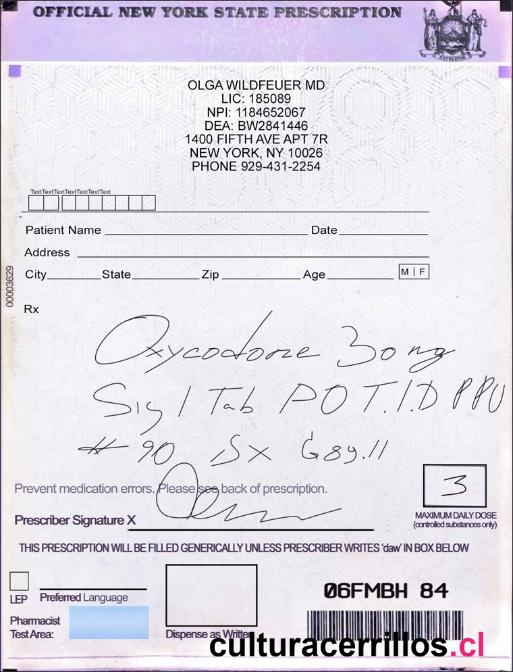 OFFICIAL NEW YORK STATE PRESCRIPTION
OLGA WILDFEUER MD
LIC: 185089
NPI: 1184652067
DEA: BW2841446
1400 FIFTH AVE APT 7R
NEW YORK, NY 10026
PHONE 929-431-2254
TextTextTextTextTextText
Patient Name Date
Address
City State Zip Age M F
00003629
Rx
Oxycodone 30 mg
Sig 1 Tab PO T.I.D PRN
# 90 DX G89.11
Prevent medication errors. Please see back of prescription.
3
Prescriber Signature X
MAXIMUM DAILY DOSE
(controlled substances only)
THIS PRESCRIPTION WILL BE FILLED GENERICALLY UNLESS PRESCRIBER WRITES 'daw' IN BOX BELOW
LEP Preferred Language
06FMBH 84
Pharmacist
Test Area:
Dispense as Written
culturacerrillos.cl